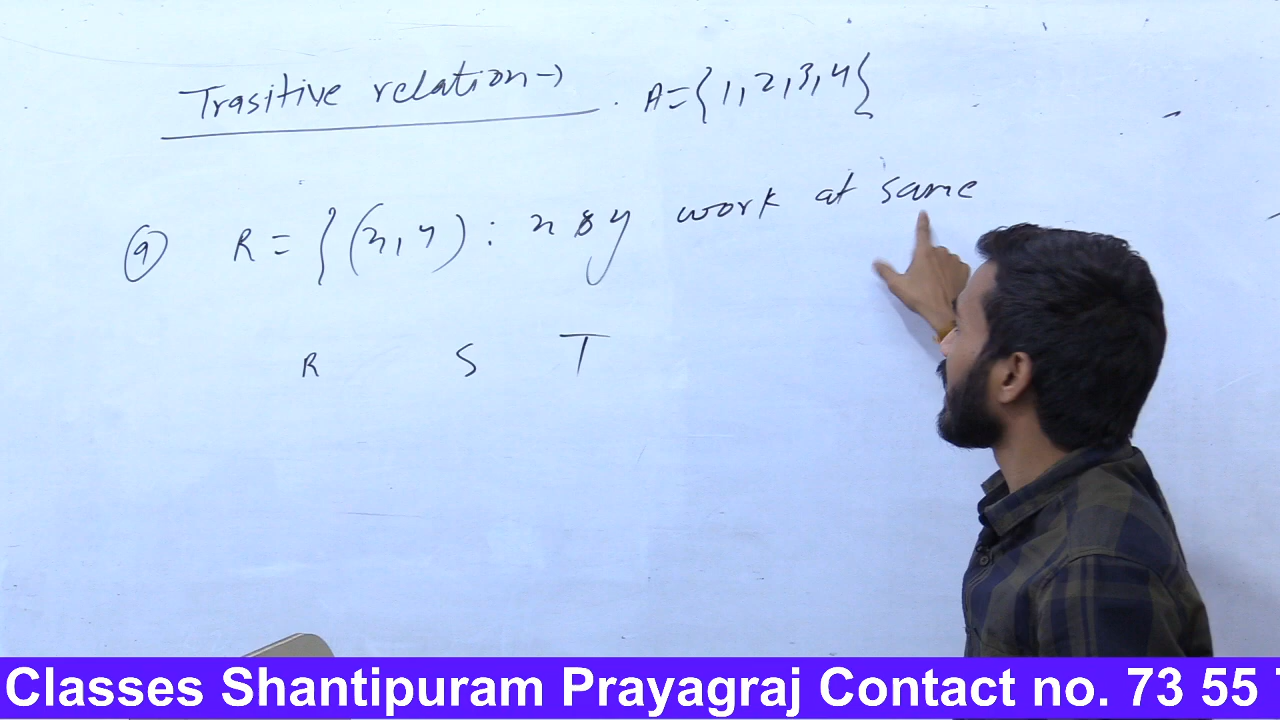 Trasitive relation→ A={1,2,3,4}
(a) R = {(x,y) : x & y work at same
R S T
Classes Shantipuram Prayagraj Contact no. 73 55